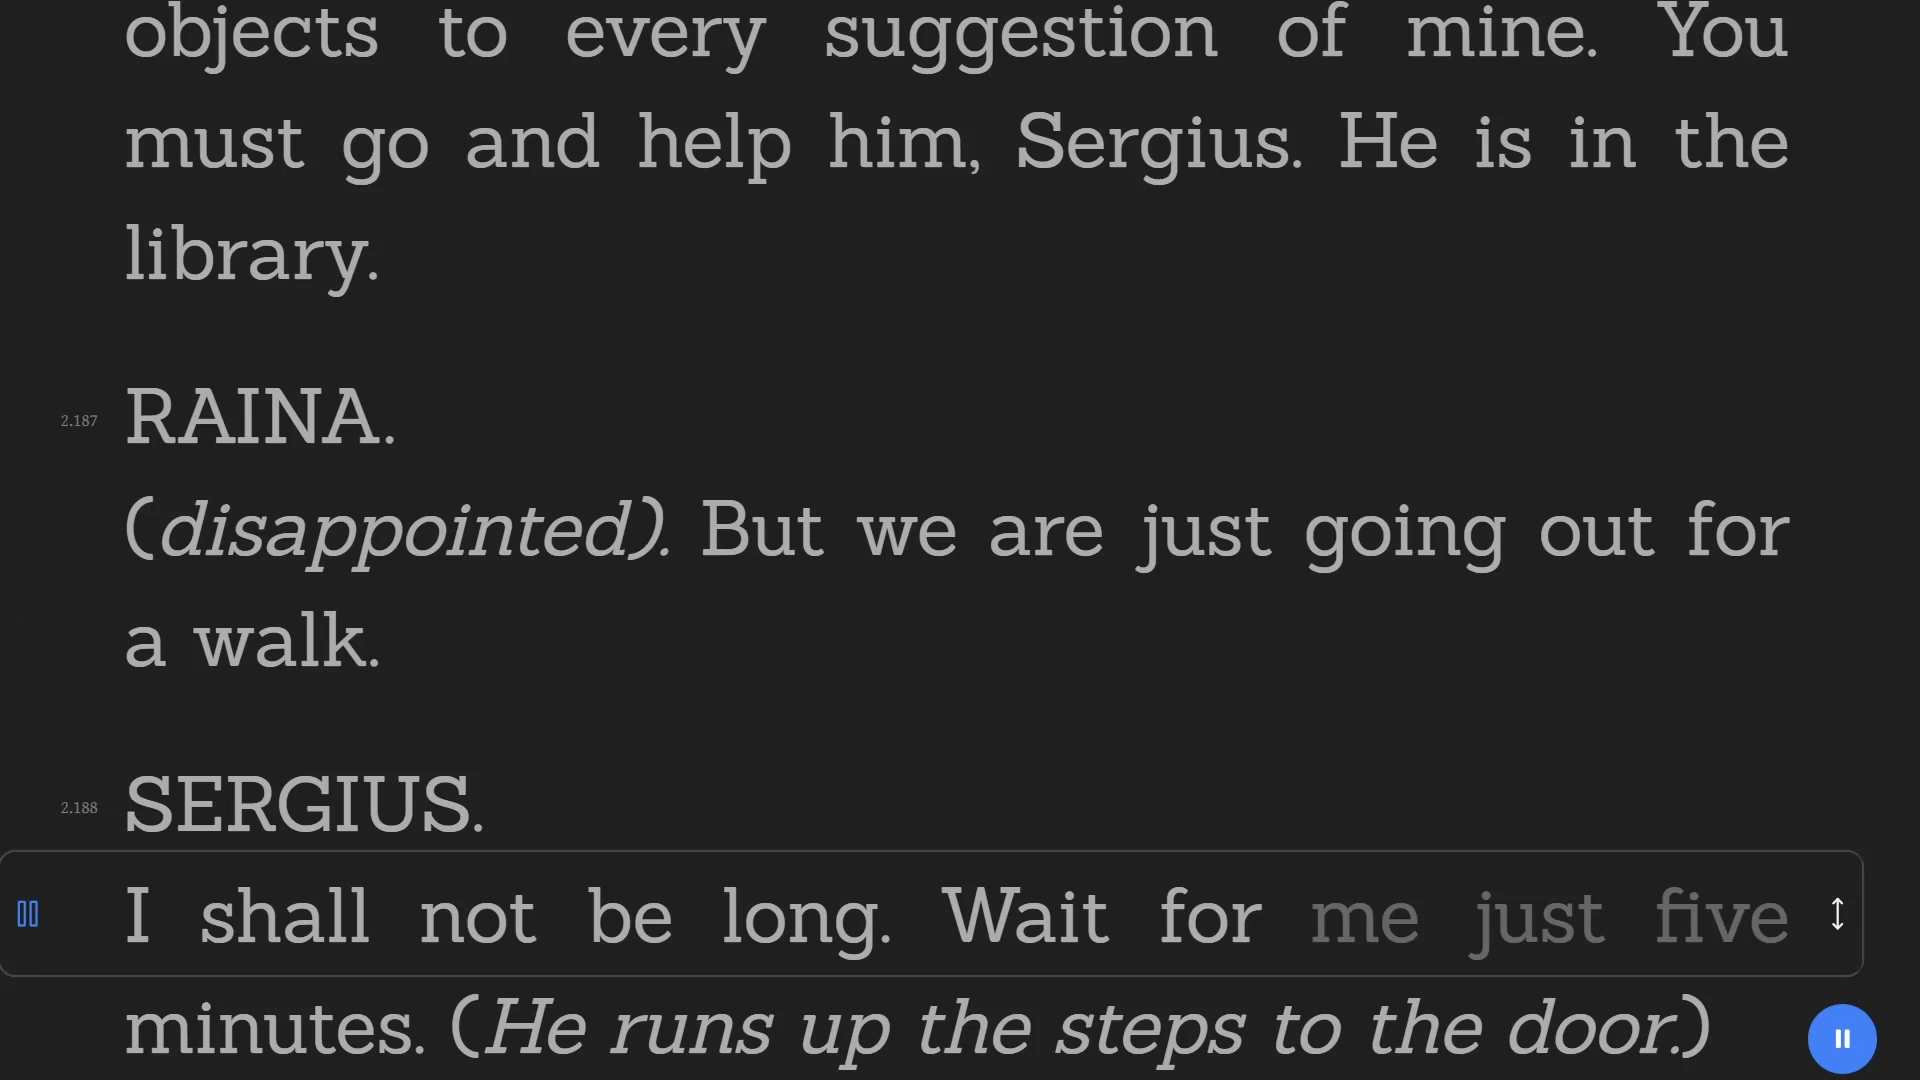 objects to every suggestion of mine. You
must go and help him, Sergius. He is in the
library.
2.187 RAINA.
(disappointed). But we are just going out for
a walk.
2.188 SERGIUS.
I shall not be long. Wait for me just five
minutes. (He runs up the steps to the door.)